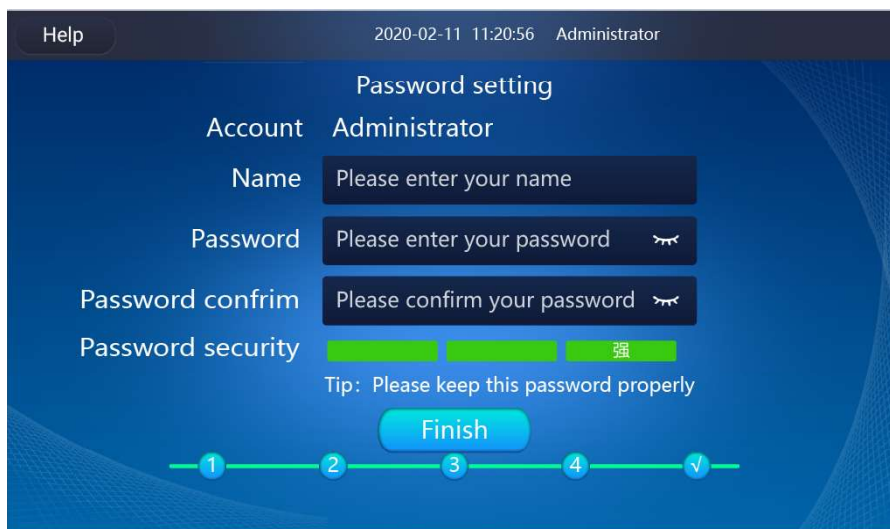 Help 2020-02-11 11:20:56 Administrator
Password setting
Account Administrator
Name Please enter your name
Password Please enter your password
Password confrim Please confirm your password
Password security 强
Tip: Please keep this password properly
Finish
1 2 3 4 √